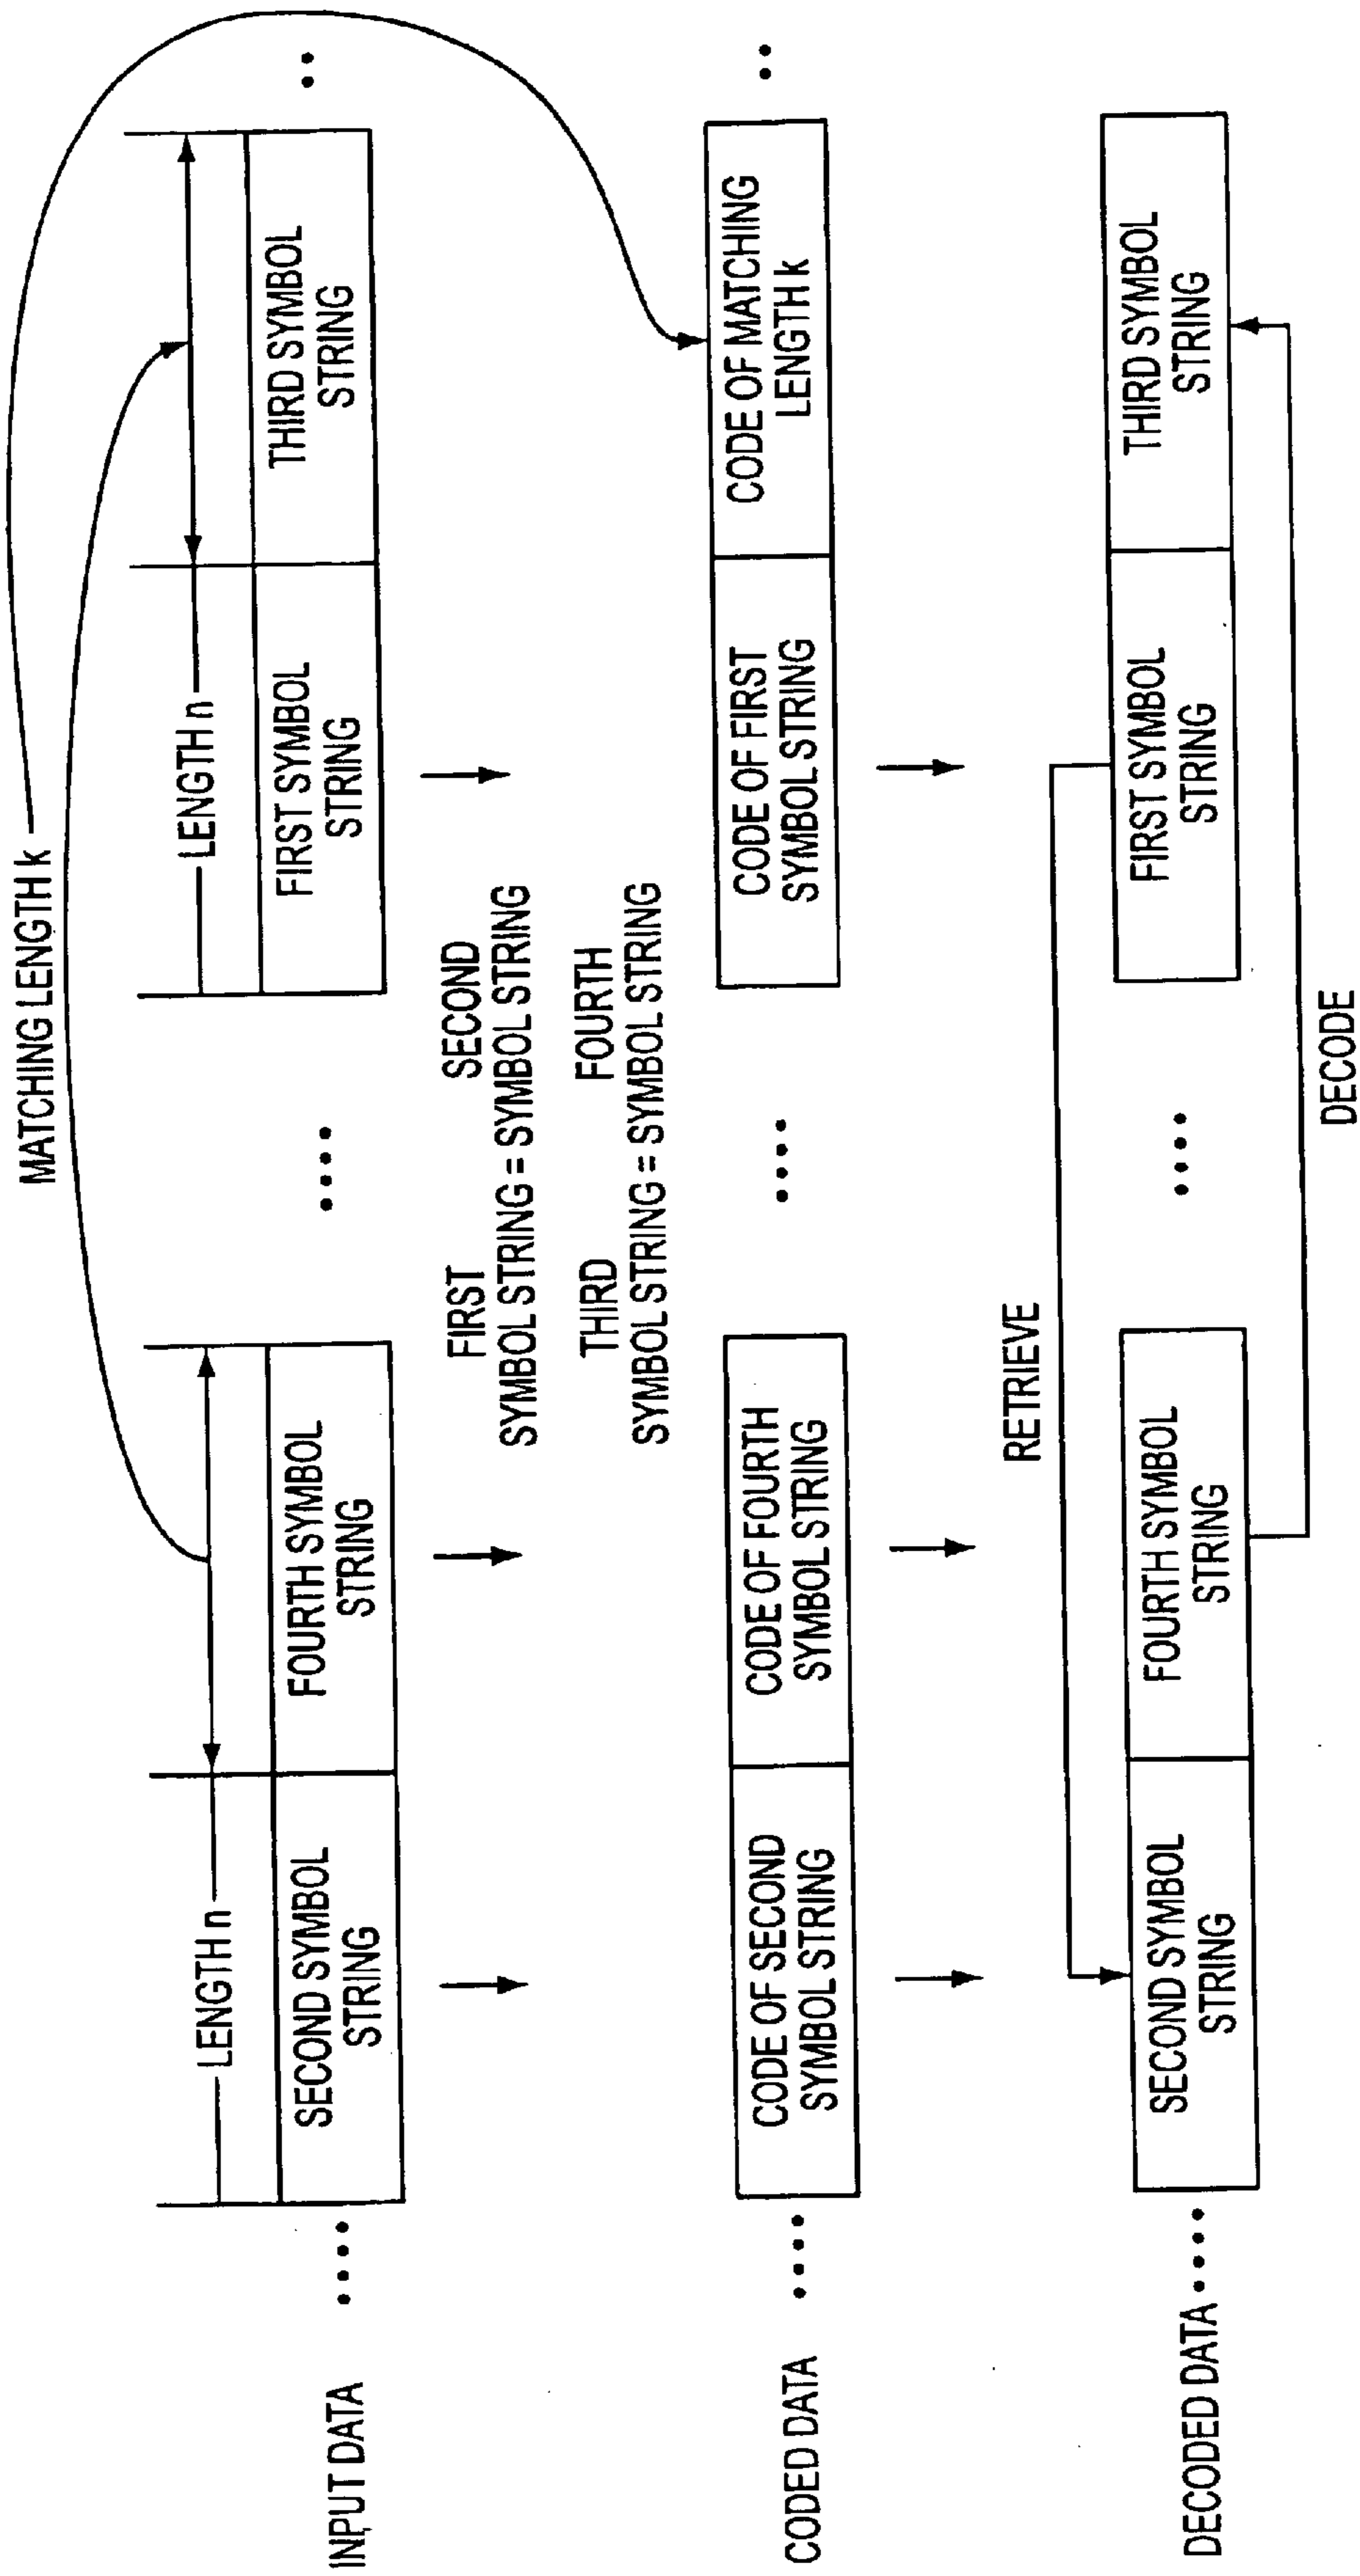 MATCHING LENGTH k
LENGTH n
LENGTH n
INPUT DATA
SECOND SYMBOL
STRING
FOURTH SYMBOL
STRING
FIRST SYMBOL
STRING
THIRD SYMBOL
STRING
FIRST SECOND
SYMBOL STRING = SYMBOL STRING
THIRD FOURTH
SYMBOL STRING = SYMBOL STRING
CODED DATA
CODE OF SECOND
SYMBOL STRING
CODE OF FOURTH
SYMBOL STRING
CODE OF FIRST
SYMBOL STRING
CODE OF MATCHING
LENGTH k
RETRIEVE
DECODED DATA
SECOND SYMBOL
STRING
FOURTH SYMBOL
STRING
FIRST SYMBOL
STRING
THIRD SYMBOL
STRING
DECODE